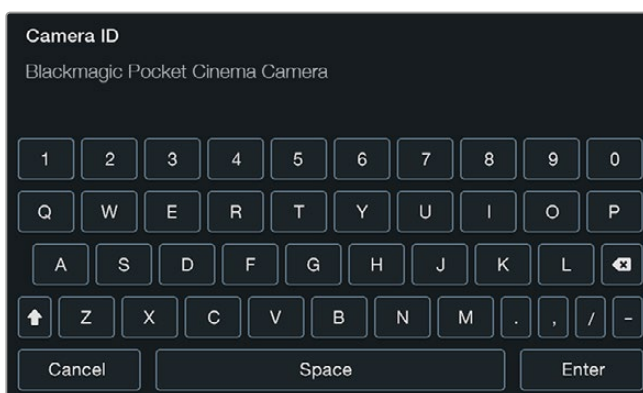 Camera ID
Blackmagic Pocket Cinema Camera
1 2 3 4 5 6 7 8 9 0
Q W E R T Y U I O P
A S D F G H J K L
Z X C V B N M . , / -
Cancel Space Enter